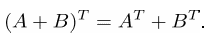 (A + B)^T = A^T + B^T.